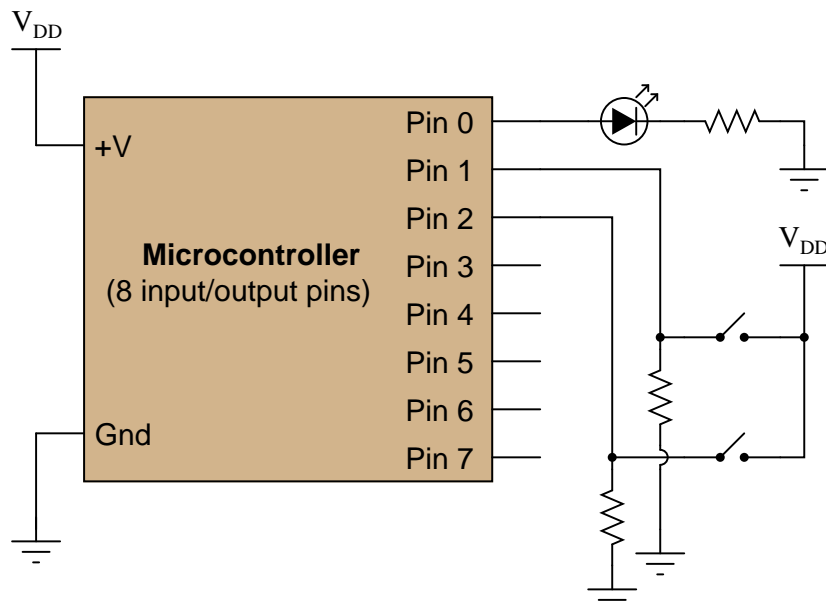 VDD
+V
Microcontroller
(8 input/output pins)
Gnd
Pin 0
Pin 1
Pin 2
Pin 3
Pin 4
Pin 5
Pin 6
Pin 7
VDD